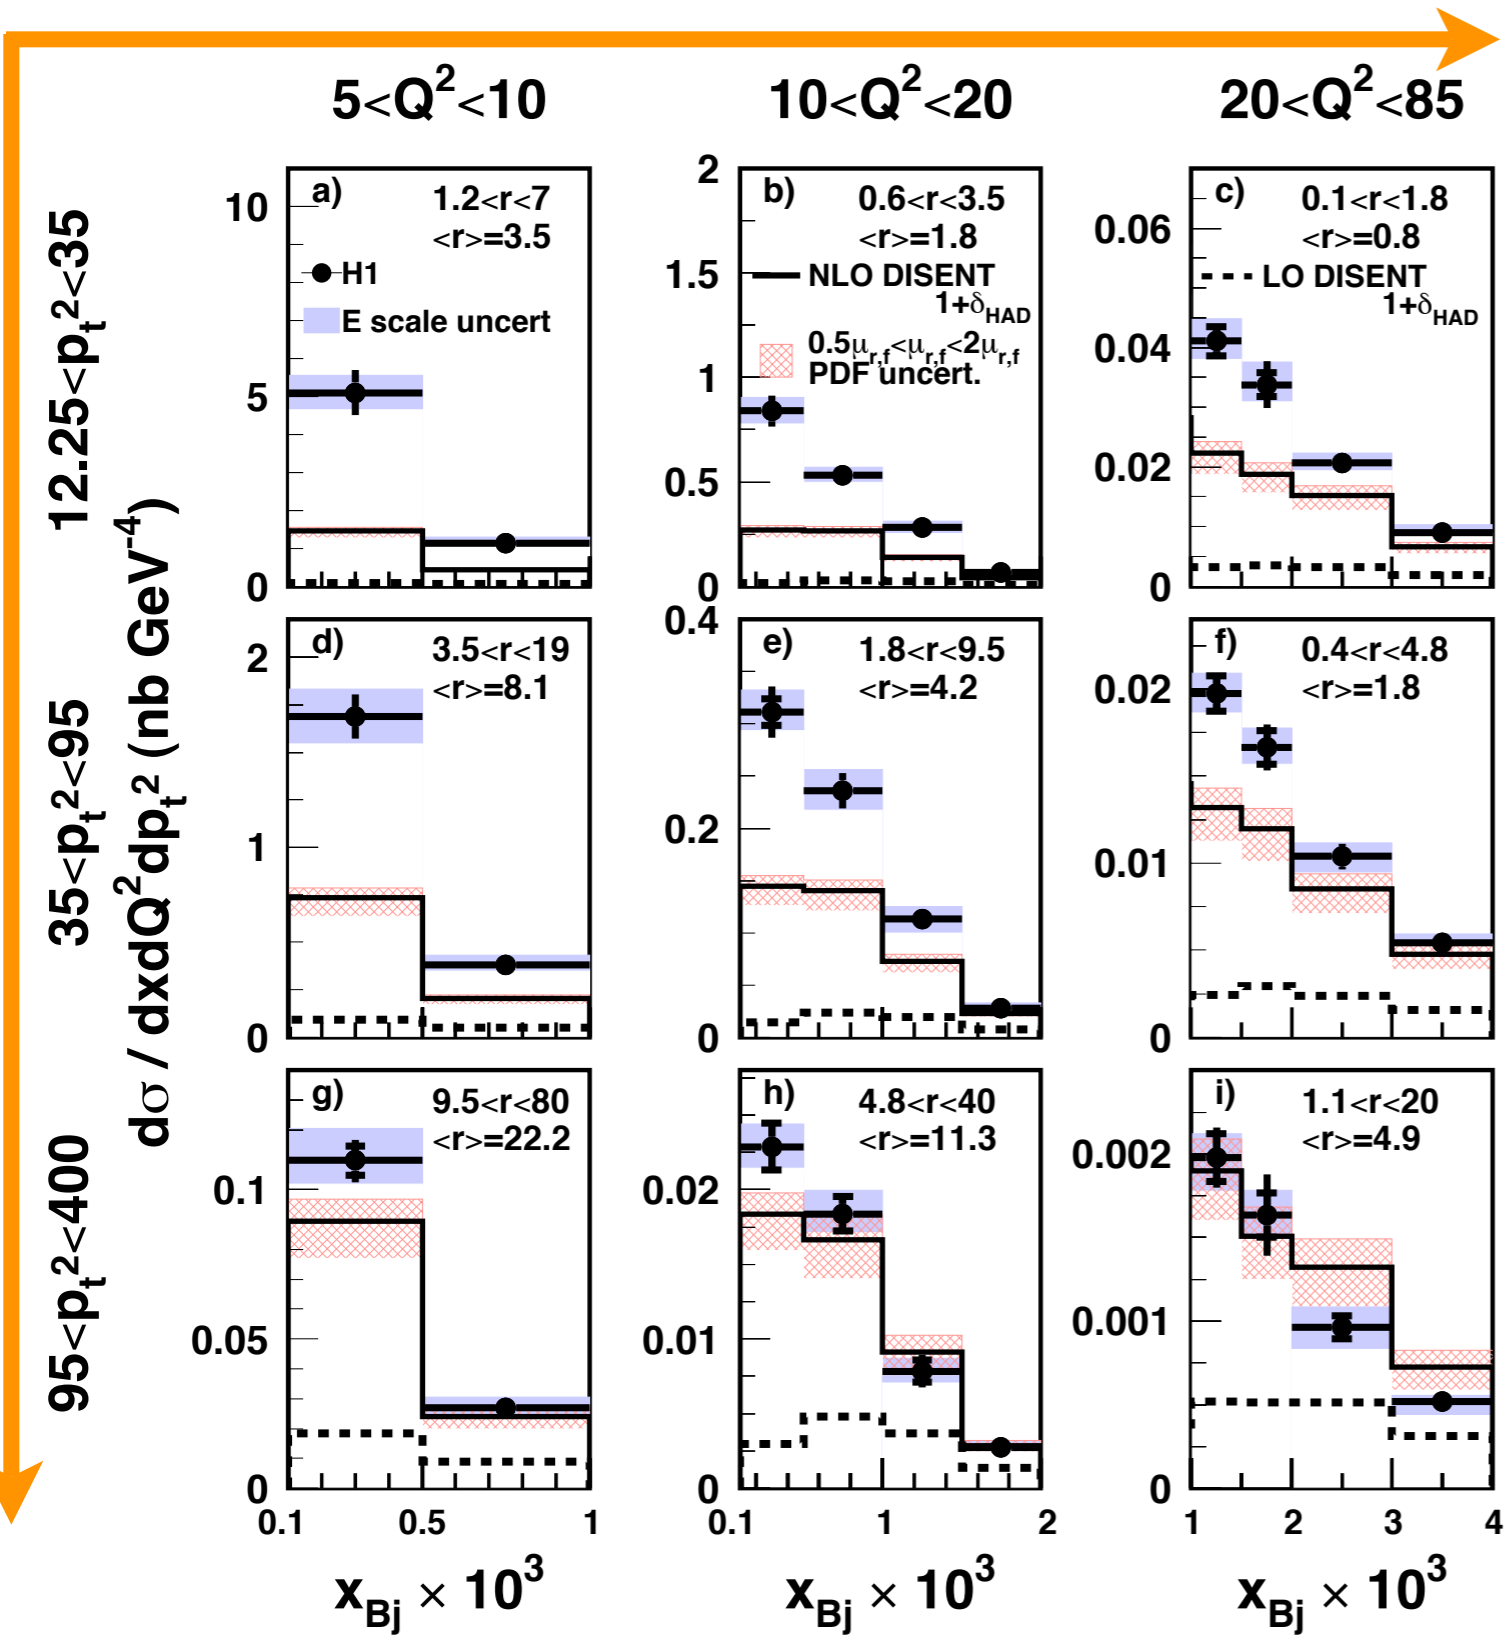 5<Q²<10 10<Q²<20 20<Q²<85
12.25<pₜ²<35
35<pₜ²<95
95<pₜ²<400
dσ / dxdQ²dpₜ² (nb GeV⁻⁴)
a) 1.2<r<7
<r>=3.5
H1
E scale uncert
10
5
0
b) 0.6<r<3.5
<r>=1.8
NLO DISENT
1+δ_HAD
0.5μ_r,f<μ_r,f<2μ_r,f
PDF uncert.
2
1.5
1
0.5
0
c) 0.1<r<1.8
<r>=0.8
LO DISENT
1+δ_HAD
0.06
0.04
0.02
0
d) 3.5<r<19
<r>=8.1
2
1
0
e) 1.8<r<9.5
<r>=4.2
0.4
0.2
0
f) 0.4<r<4.8
<r>=1.8
0.02
0.01
0
g) 9.5<r<80
<r>=22.2
0.1
0.05
0
0.1 0.5 1
h) 4.8<r<40
<r>=11.3
0.02
0.01
0
0.1 1 2
i) 1.1<r<20
<r>=4.9
0.002
0.001
0
1 2 3 4
x_Bj × 10³ x_Bj × 10³ x_Bj × 10³